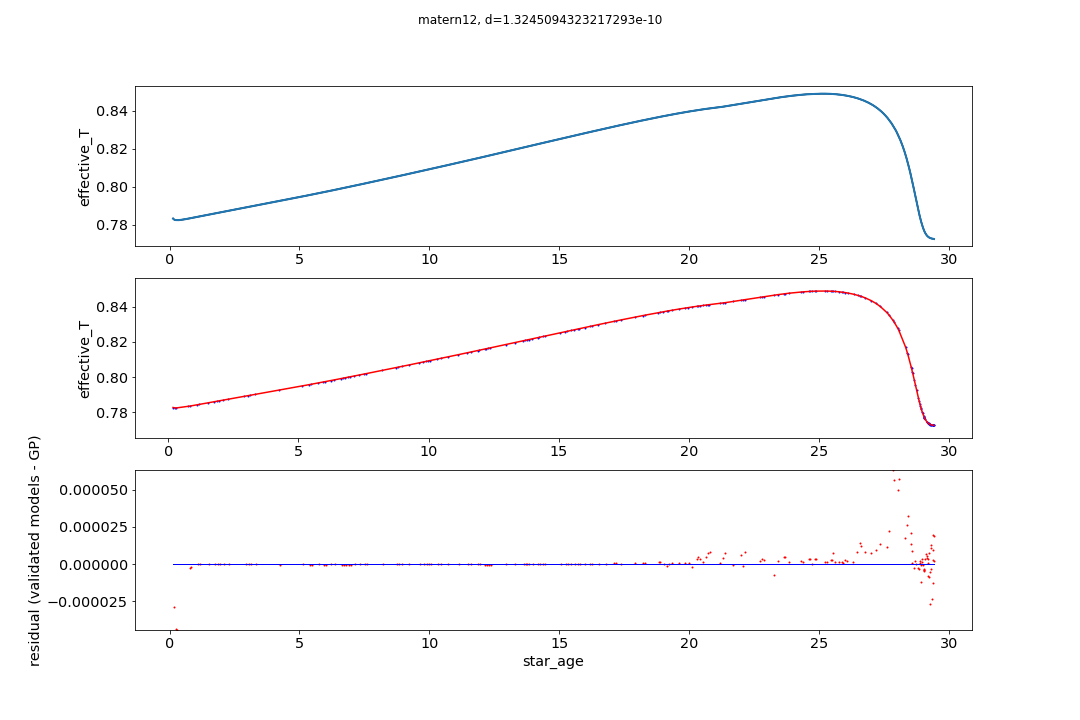 matern12, d=1.3245094323217293e-10
effective_T
0.84
0.82
0.80
0.78
0 5 10 15 20 25 30
effective_T
0.84
0.82
0.80
0.78
0 5 10 15 20 25 30
residual (validated models - GP)
0.000050
0.000025
0.000000
−0.000025
0 5 10 15 20 25 30
star_age